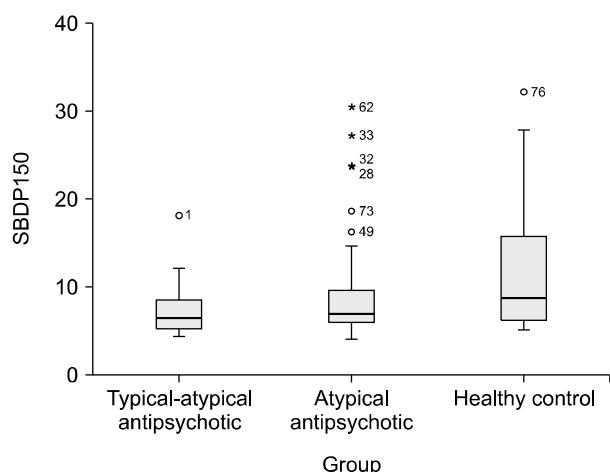 SBDP150
40
30
20
10
0
1
62
33
32
28
73
49
76
Typical-atypical
antipsychotic
Atypical
antipsychotic
Healthy control
Group